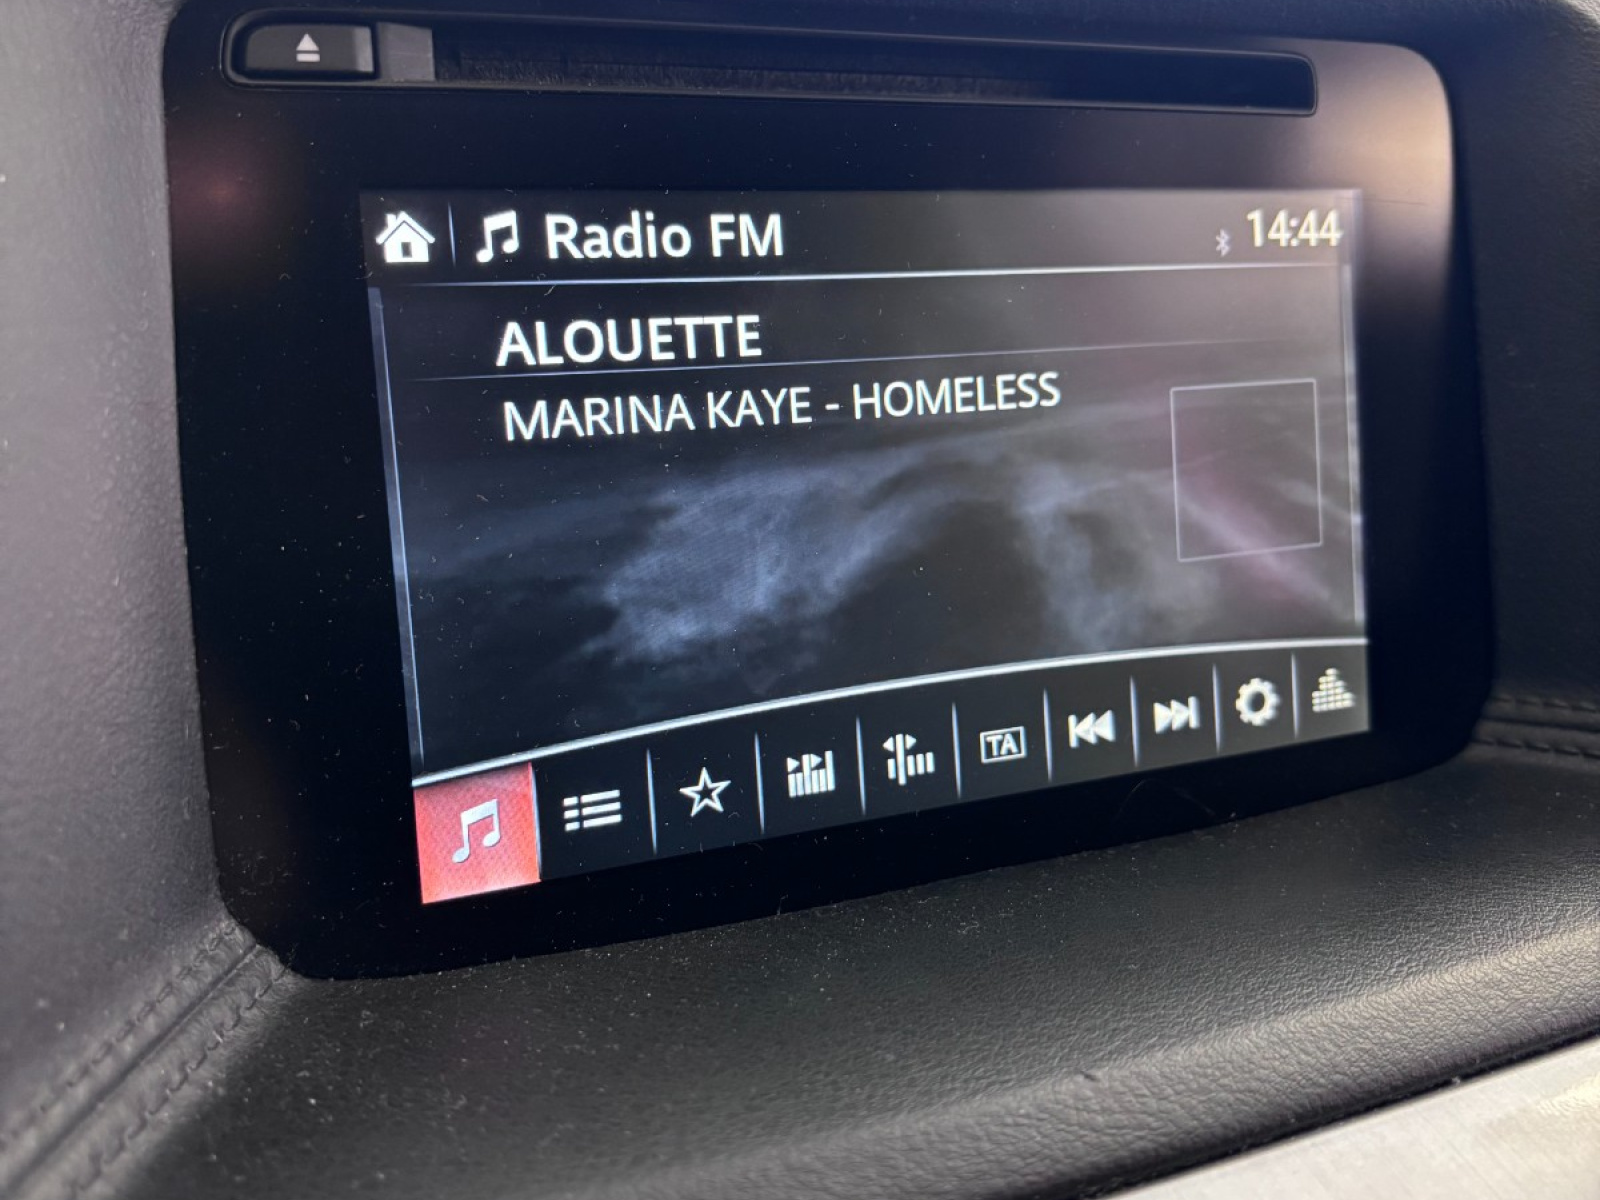 Radio FM 14:44
ALOUETTE
MARINA KAYE - HOMELESS
TA